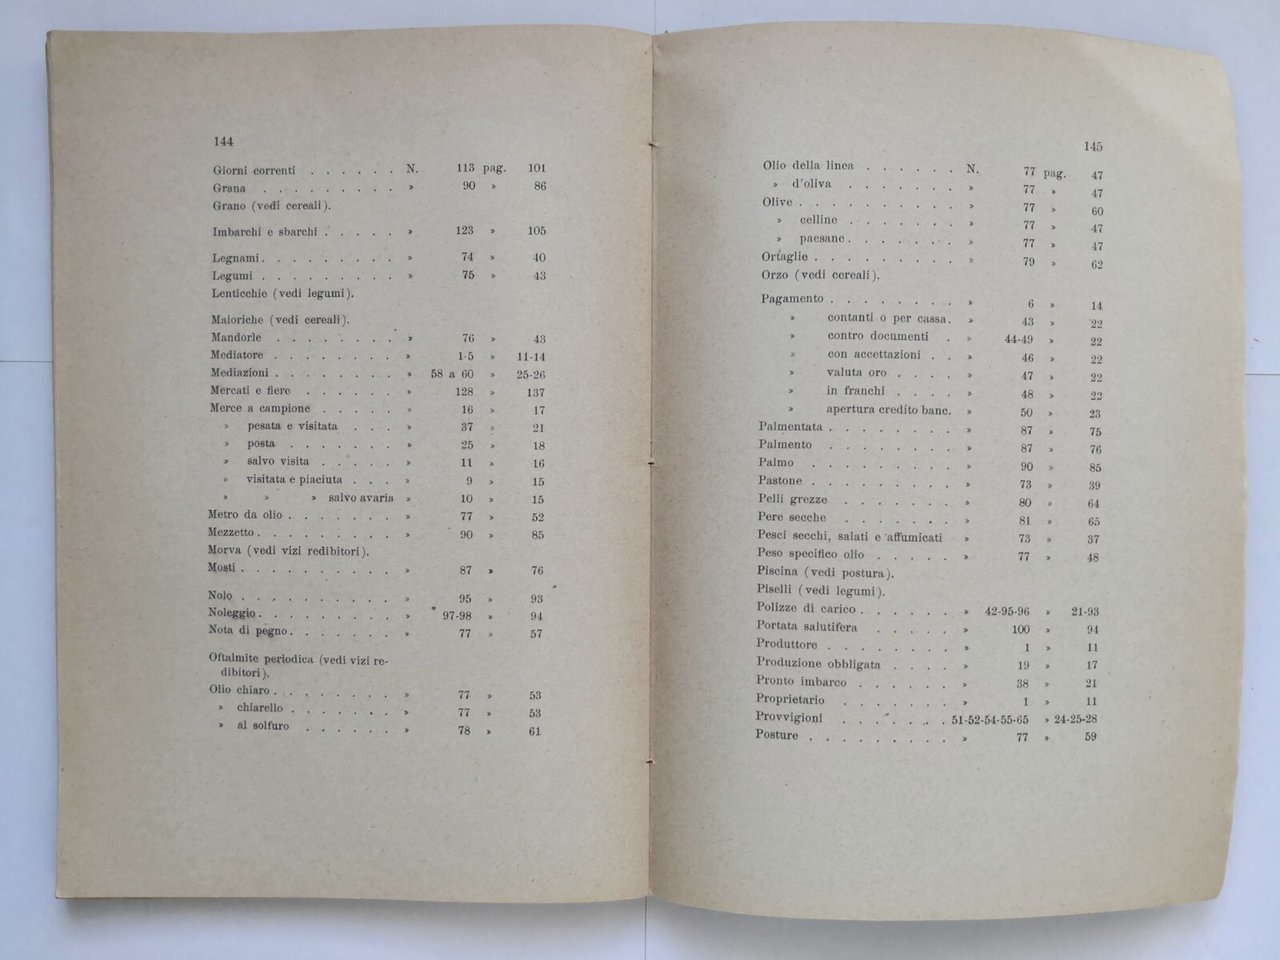 144
Giorni correnti . . . . . . N. 113 pag. 101
Grana . . . . . . . . . » 90 » 86
Grano (vedi cereali).
Imbarchi e sbarchi . . . . . » 123 » 105
Legnami . . . . . . . . . » 74 » 40
Legumi . . . . . . . . . » 75 » 43
Lenticchie (vedi legumi).
Maioriche (vedi cereali).
Mandorle . . . . . . . . » 76 » 43
Mediatore . . . . . . . . » 1-5 » 11-14
Mediazioni . . . . . . . . » 58 a 60 » 25-26
Mercati e fiere . . . . . . » 128 » 137
Merce a campione . . . . . » 16 » 17
» pesata e visitata . . . » 37 » 21
» posta . . . . . . . » 25 » 18
» salvo visita . . . . . » 11 » 16
» visitata e piaciuta . . . » 9 » 15
» » » salvo avaria » 10 » 15
Metro da olio . . . . . . . » 77 » 52
Mezzetto . . . . . . . . . » 90 » 85
Morva (vedi vizi redibitori).
Mosti . . . . . . . . . . » 87 » 76
Nolo . . . . . . . . . . » 95 » 93
Noleggio . . . . . . . . . » 97-98 » 94
Nota di pegno . . . . . . . » 77 » 57
Oftalmite periodica (vedi vizi re-
dibitori).
Olio chiaro . . . . . . . . » 77 » 53
» chiarello . . . . . . . » 77 » 53
» al solfuro . . . . . . » 78 » 61
145
Olio della linea . . . . . . N. 77 pag. 47
» d'oliva . . . . . . . » 77 » 47
Olive . . . . . . . . . . » 77 » 60
» celline . . . . . . . » 77 » 47
» paesane . . . . . . . » 77 » 47
Ortaglie . . . . . . . . . » 79 » 62
Orzo (vedi cereali).
Pagamento . . . . . . . . » 6 » 14
» contanti o per cassa . » 43 » 22
» contro documenti . » 44-49 » 22
» con accettazioni . . » 46 » 22
» valuta oro . . . . » 47 » 22
» in franchi . . . . » 48 » 22
» apertura credito banc. » 50 » 23
Palmentata . . . . . . . . » 87 » 75
Palmento . . . . . . . . » 87 » 76
Palmo . . . . . . . . . » 90 » 85
Pastone . . . . . . . . . » 73 » 39
Pelli grezze . . . . . . . » 80 » 64
Pere secche . . . . . . . » 81 » 65
Pesci secchi, salati e affumicati » 73 » 37
Peso specifico olio . . . . . » 77 » 48
Piscina (vedi postura).
Piselli (vedi legumi).
Polizze di carico . . . . . . » 42-95-96 » 21-93
Portata salutifera . . . . . » 100 » 94
Produttore . . . . . . . . » 1 » 11
Produzione obbligata . . . . » 19 » 17
Pronto imbarco . . . . . . » 38 » 21
Proprietario . . . . . . . » 1 » 11
Provvigioni . . . . . . . 51-52-54-55-65 » 24-25-28
Posture . . . . . . . . . » 77 » 59